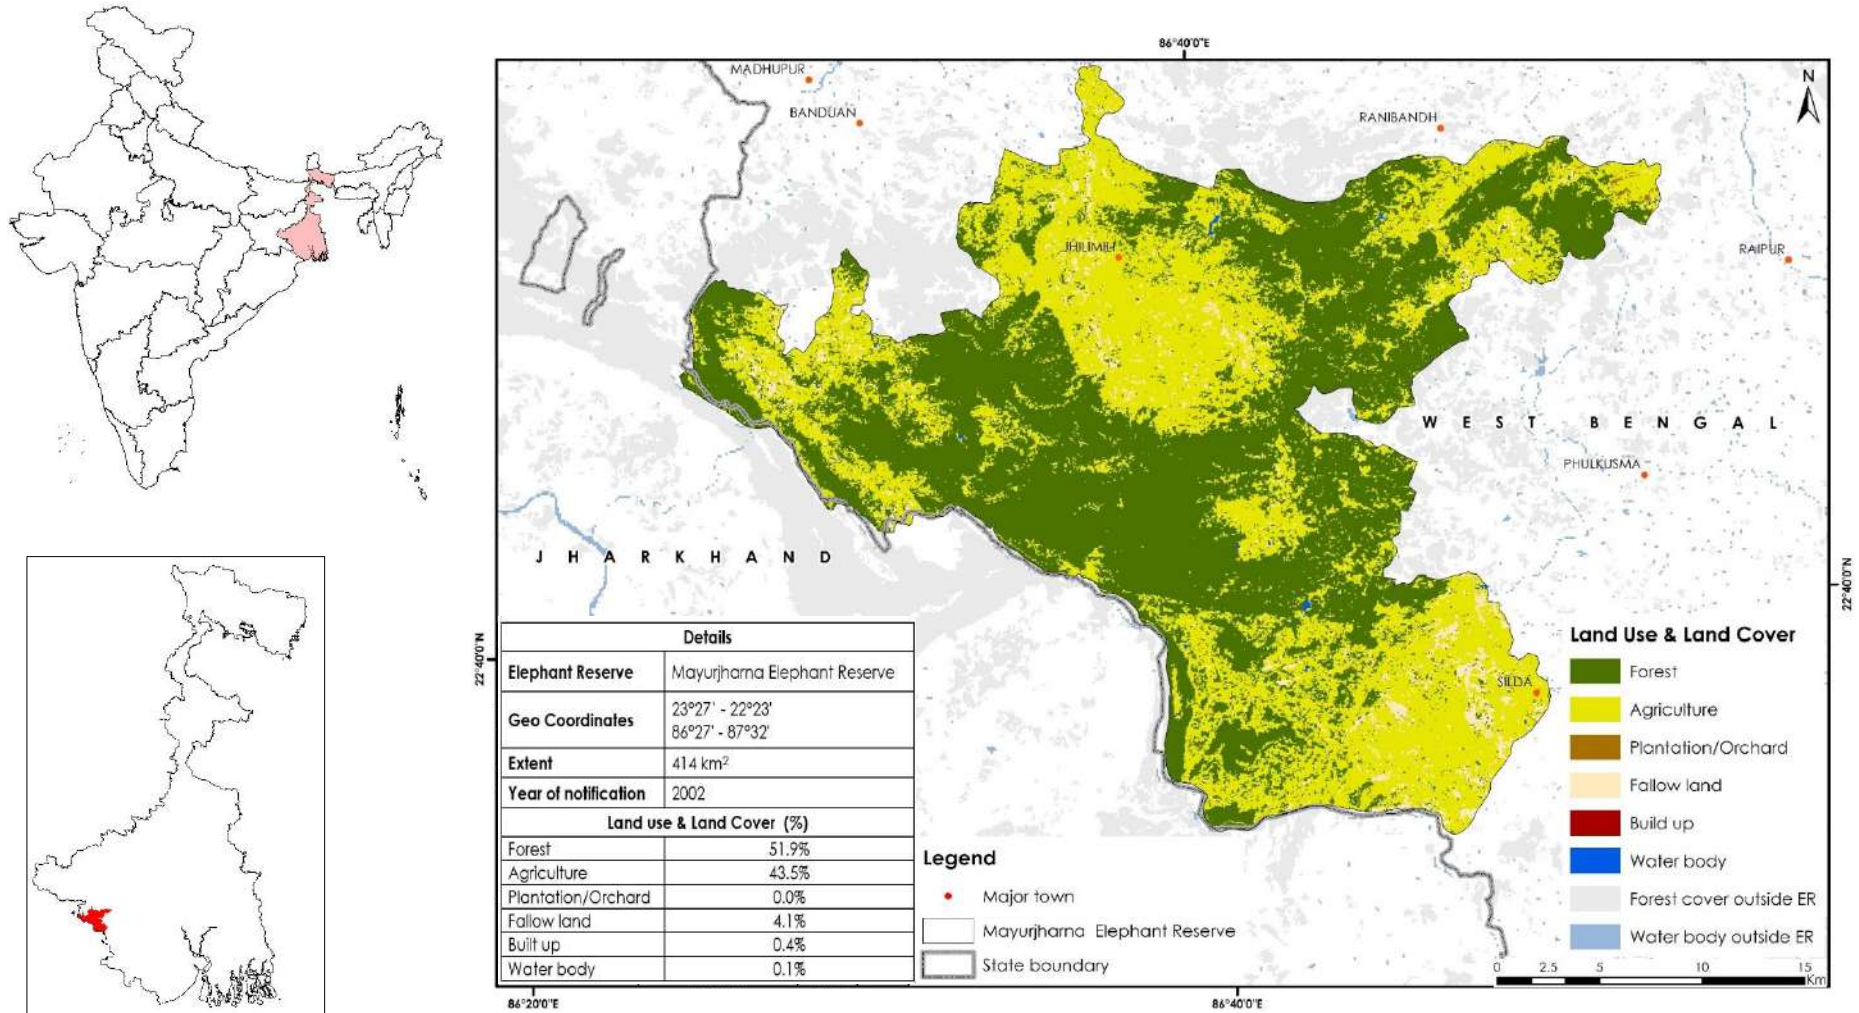 86°40'0"E
N
MADHUPUR
BANDUAN
RANIBANDH
JHILIMILI
RAIPUR
WEST BENGAL
PHULKUSMA
JHARKHAND
22°40'0"N
22°40'0"N
SILDA
Details
Elephant Reserve Mayurjharna Elephant Reserve
Geo Coordinates 23°27' - 22°23'
86°27' - 87°32'
Extent 414 km²
Year of notification 2002
Land use & Land Cover (%)
Forest 51.9%
Agriculture 43.5%
Plantation/Orchard 0.0%
Fallow land 4.1%
Built up 0.4%
Water body 0.1%
Legend
Major town
Mayurjharna Elephant Reserve
State boundary
Land Use & Land Cover
Forest
Agriculture
Plantation/Orchard
Fallow land
Build up
Water body
Forest cover outside ER
Water body outside ER
0 2.5 5 10 15
Km
86°20'0"E
86°40'0"E